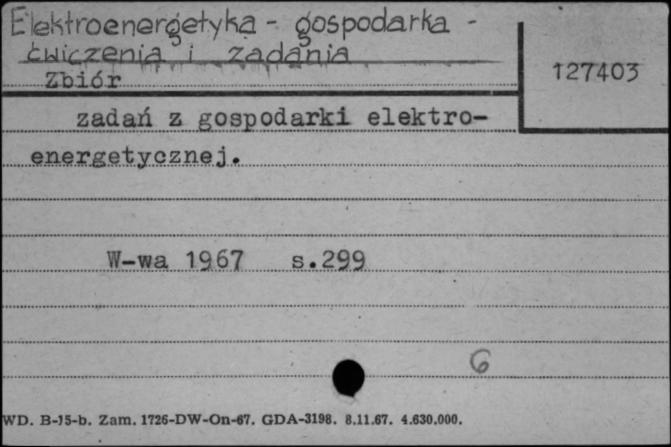 Elektroenergetyka - gospodarka -
ćwiczenia i zadania
127403
Zbiór
zadań z gospodarki elektro-
energetycznej.
W-wa 1967 s.299
6
WD. B-15-b. Zam. 1726-DW-On-67. GDA-3198. 8.11.67. 4.630.000.